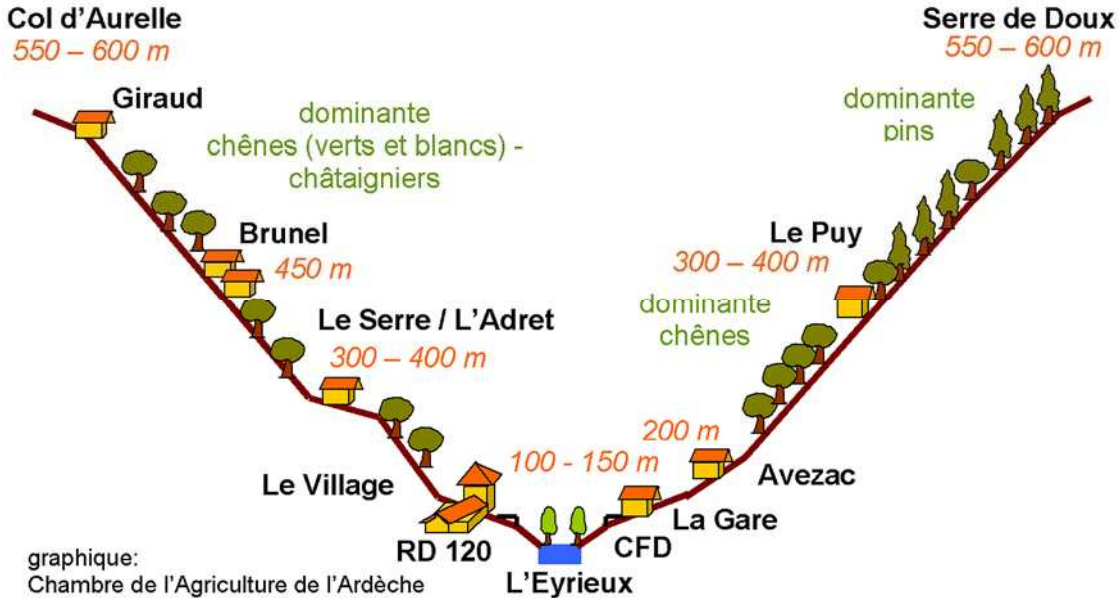 Col d'Aurelle
550 – 600 m
Giraud
dominante
chênes (verts et blancs) -
châtaigniers
Brunel
450 m
Le Serre / L'Adret
300 – 400 m
Le Village
RD 120
100 - 150 m
L'Eyrieux
CFD
La Gare
200 m
Avezac
dominante
chênes
Le Puy
300 – 400 m
dominante
pins
Serre de Doux
550 – 600 m
graphique:
Chambre de l'Agriculture de l'Ardèche